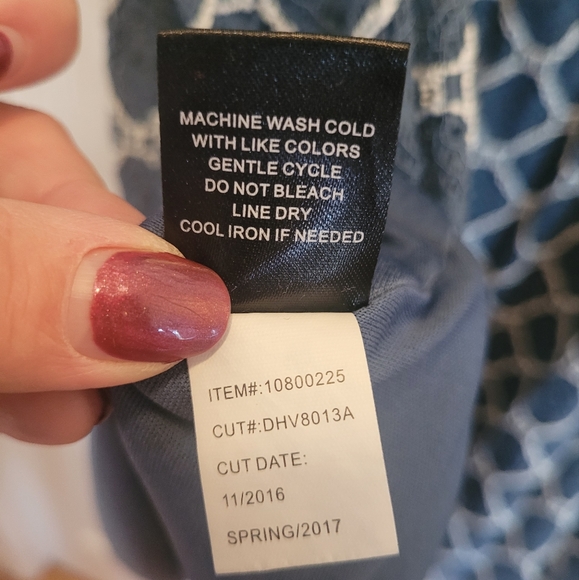 MACHINE WASH COLD
WITH LIKE COLORS
GENTLE CYCLE
DO NOT BLEACH
LINE DRY
COOL IRON IF NEEDED
ITEM#:10800225
CUT#:DHV8013A
CUT DATE:
11/2016
SPRING/2017